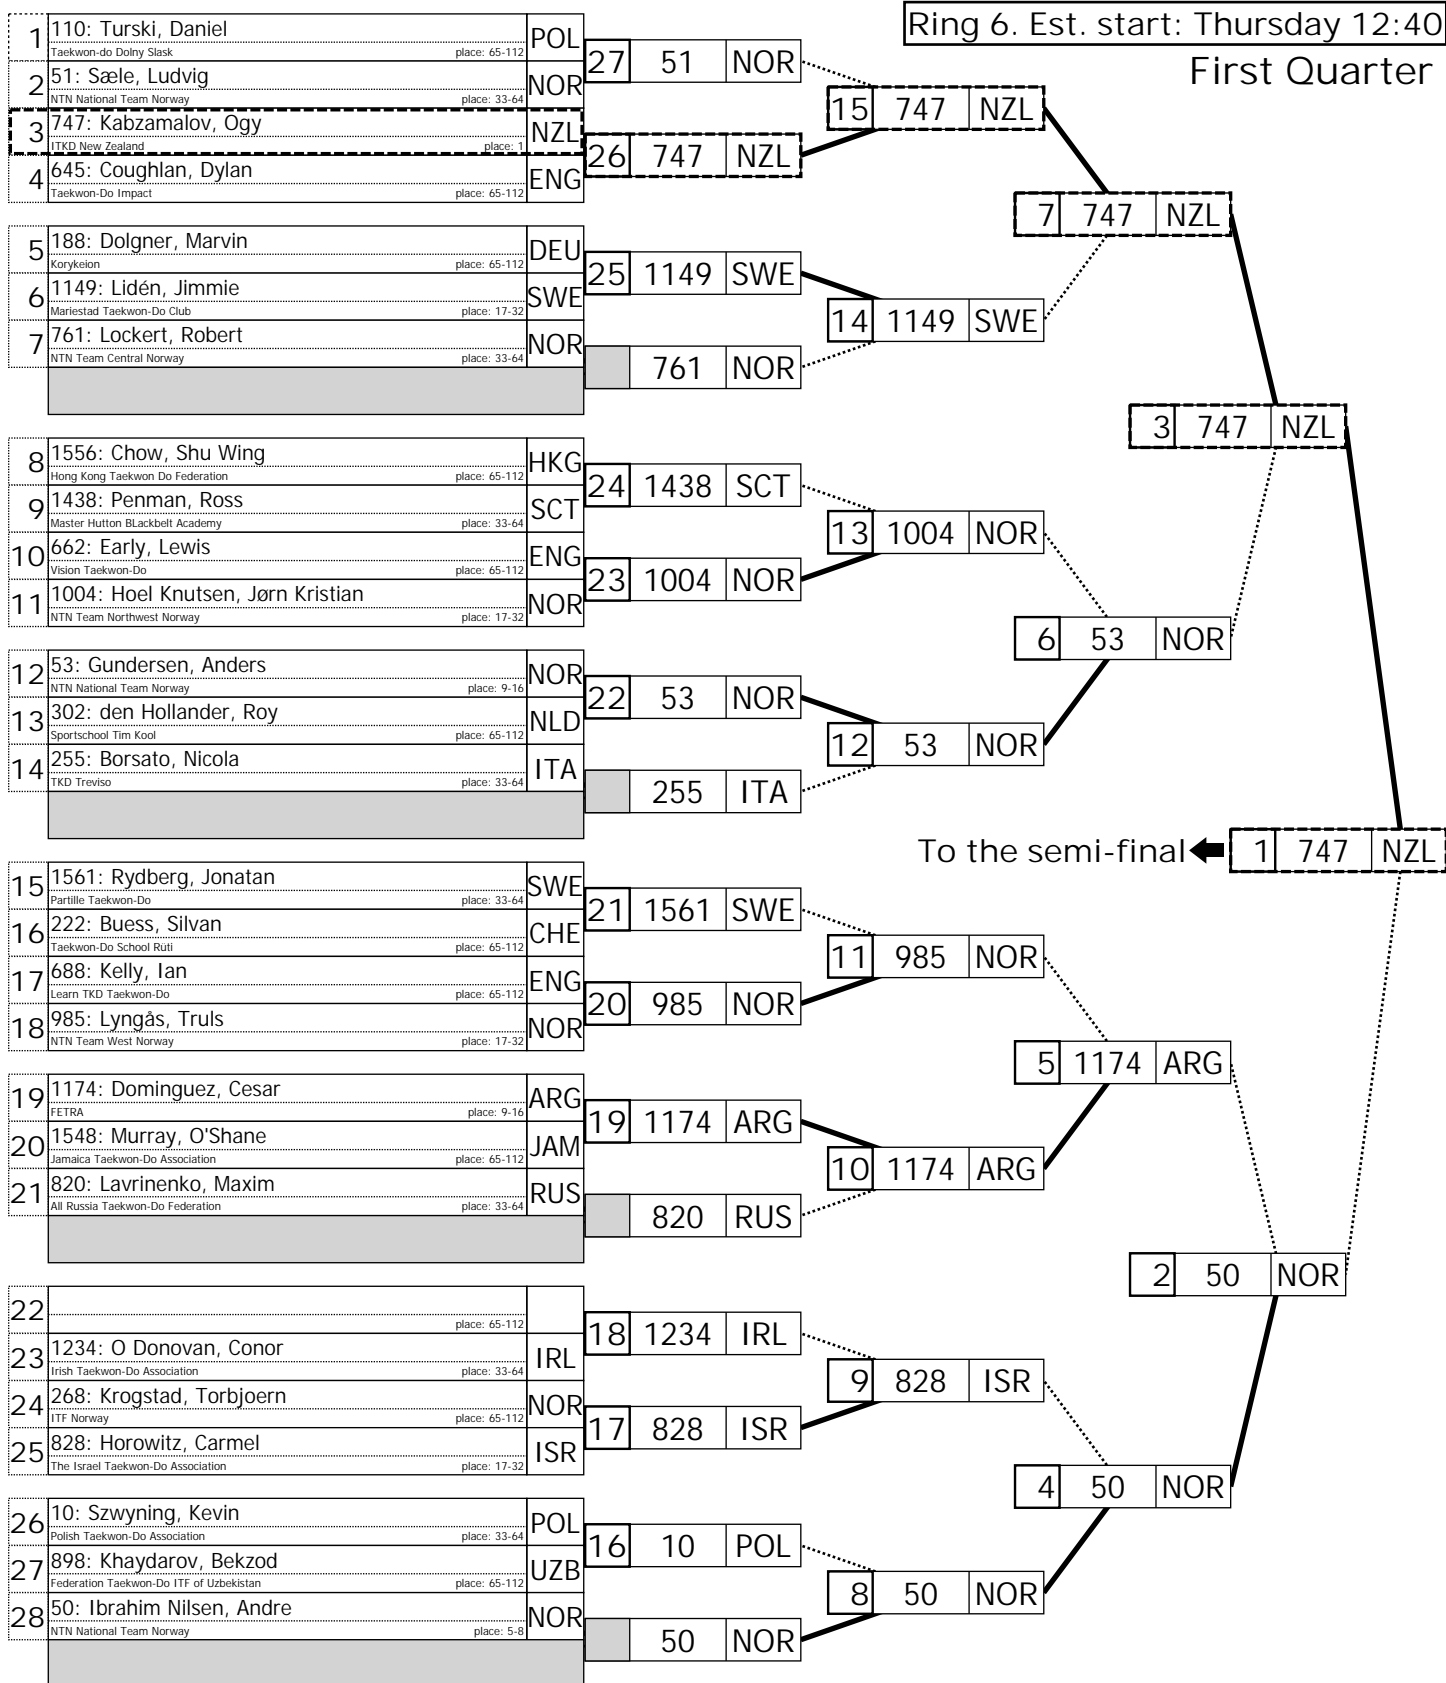 Ring 6. Est. start: Thursday 12:40
First Quarter
1 110: Turski, Daniel POL
Taekwon-do Dolny Slask place: 65-112
2 51: Sæle, Ludvig NOR
NTN National Team Norway place: 33-64
3 747: Kabzamalov, Ogy NZL
ITKD New Zealand place: 1
4 645: Coughlan, Dylan ENG
Taekwon-Do Impact place: 65-112
5 188: Dolgner, Marvin DEU
Korykeion place: 65-112
6 1149: Lidén, Jimmie SWE
Mariestad Taekwon-Do Club place: 17-32
7 761: Lockert, Robert NOR
NTN Team Central Norway place: 33-64
8 1556: Chow, Shu Wing HKG
Hong Kong Taekwon Do Federation place: 65-112
9 1438: Penman, Ross SCT
Master Hutton BLackbelt Academy place: 33-64
10 662: Early, Lewis ENG
Vision Taekwon-Do place: 65-112
11 1004: Hoel Knutsen, Jørn Kristian NOR
NTN Team Northwest Norway place: 17-32
12 53: Gundersen, Anders NOR
NTN National Team Norway place: 9-16
13 302: den Hollander, Roy NLD
Sportschool Tim Kool place: 65-112
14 255: Borsato, Nicola ITA
TKD Treviso place: 33-64
15 1561: Rydberg, Jonatan SWE
Partille Taekwon-Do place: 33-64
16 222: Buess, Silvan CHE
Taekwon-Do School Rüti place: 65-112
17 688: Kelly, Ian ENG
Learn TKD Taekwon-Do place: 65-112
18 985: Lyngås, Truls NOR
NTN Team West Norway place: 17-32
19 1174: Dominguez, Cesar ARG
FETRA place: 9-16
20 1548: Murray, O'Shane JAM
Jamaica Taekwon-Do Association place: 65-112
21 820: Lavrinenko, Maxim RUS
All Russia Taekwon-Do Federation place: 33-64
22
place: 65-112
23 1234: O Donovan, Conor IRL
Irish Taekwon-Do Association place: 33-64
24 268: Krogstad, Torbjoern NOR
ITF Norway place: 65-112
25 828: Horowitz, Carmel ISR
The Israel Taekwon-Do Association place: 17-32
26 10: Szwyning, Kevin POL
Polish Taekwon-Do Association place: 33-64
27 898: Khaydarov, Bekzod UZB
Federation Taekwon-Do ITF of Uzbekistan place: 65-112
28 50: Ibrahim Nilsen, Andre NOR
NTN National Team Norway place: 5-8
27 51 NOR
26 747 NZL
25 1149 SWE
761 NOR
24 1438 SCT
23 1004 NOR
22 53 NOR
255 ITA
21 1561 SWE
20 985 NOR
19 1174 ARG
820 RUS
18 1234 IRL
17 828 ISR
16 10 POL
50 NOR
15 747 NZL
14 1149 SWE
13 1004 NOR
12 53 NOR
11 985 NOR
10 1174 ARG
9 828 ISR
8 50 NOR
7 747 NZL
6 53 NOR
5 1174 ARG
4 50 NOR
3 747 NZL
2 50 NOR
To the semi-final 1 747 NZL